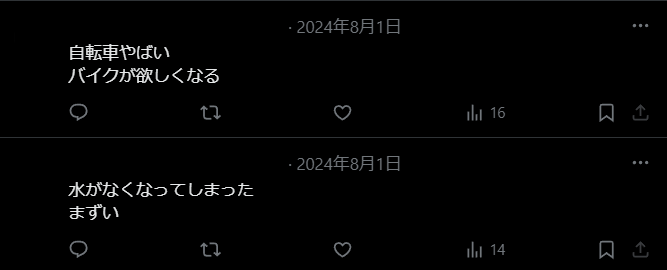 · 2024年8月1日
自転車やばい
バイクが欲しくなる
16
· 2024年8月1日
水がなくなってしまった
まずい
14